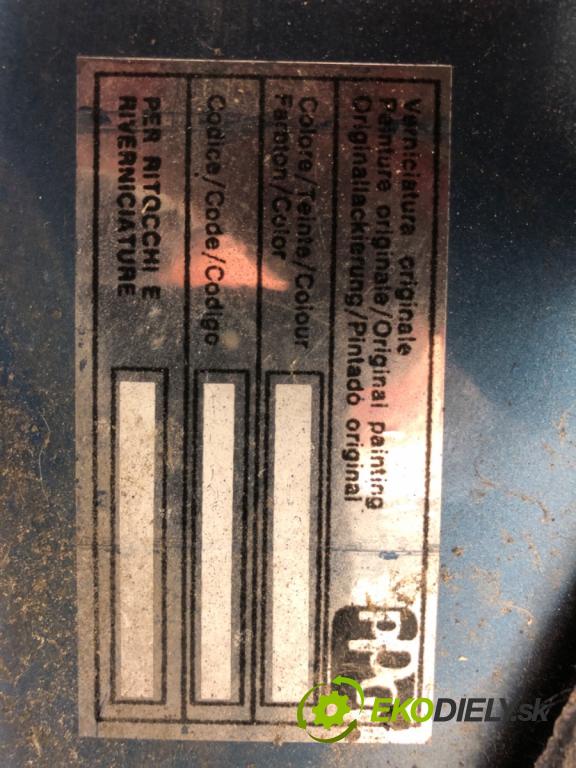 Verniciatura originale
Peinture originale/Original painting
Originallackierung/Pintado original
Colore/Teinte/Colour
Farbton/Color
Codice/Code/Codigo
PER RITOCCHI E
RIVERNICIATURE
PPG
EKODIELY.sk